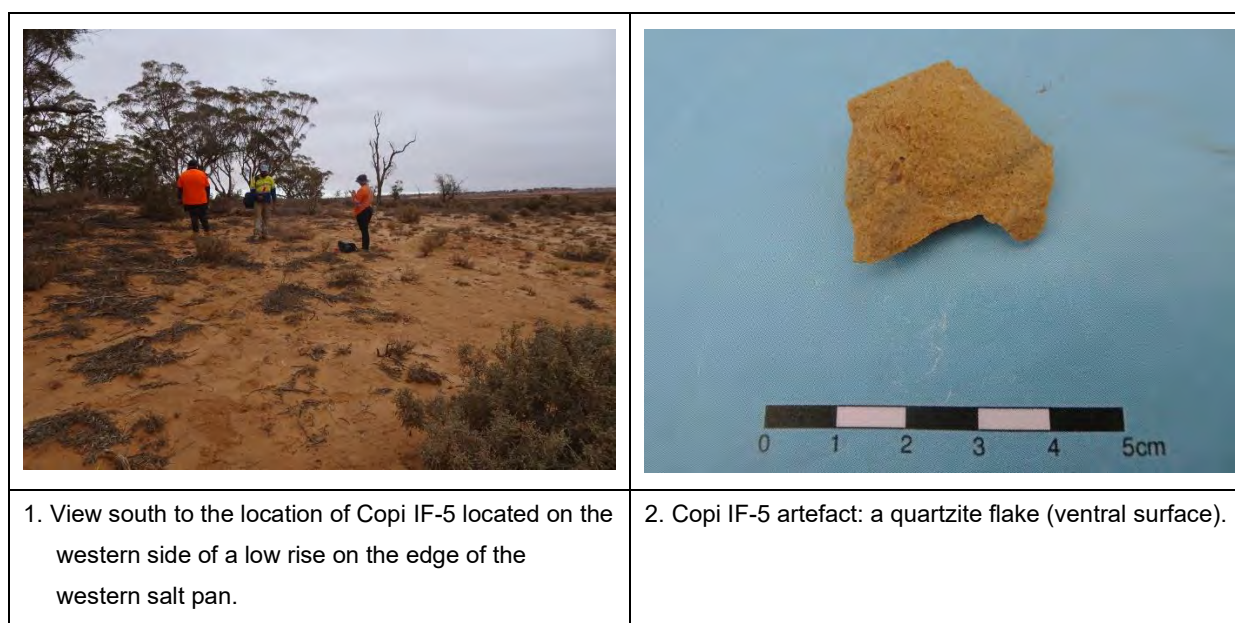 0 1 2 3 4 5cm
1. View south to the location of Copi IF-5 located on the
western side of a low rise on the edge of the
western salt pan.
2. Copi IF-5 artefact: a quartzite flake (ventral surface).